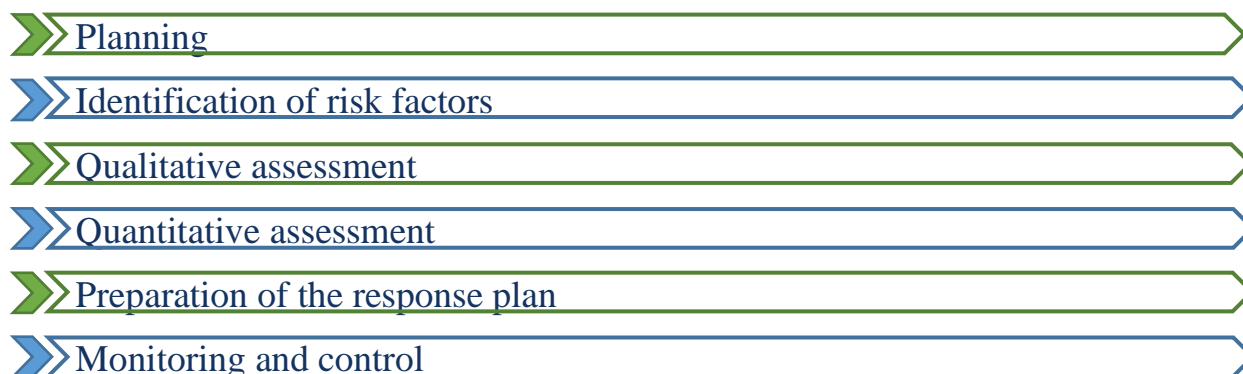 Planning
Identification of risk factors
Qualitative assessment
Quantitative assessment
Preparation of the response plan
Monitoring and control